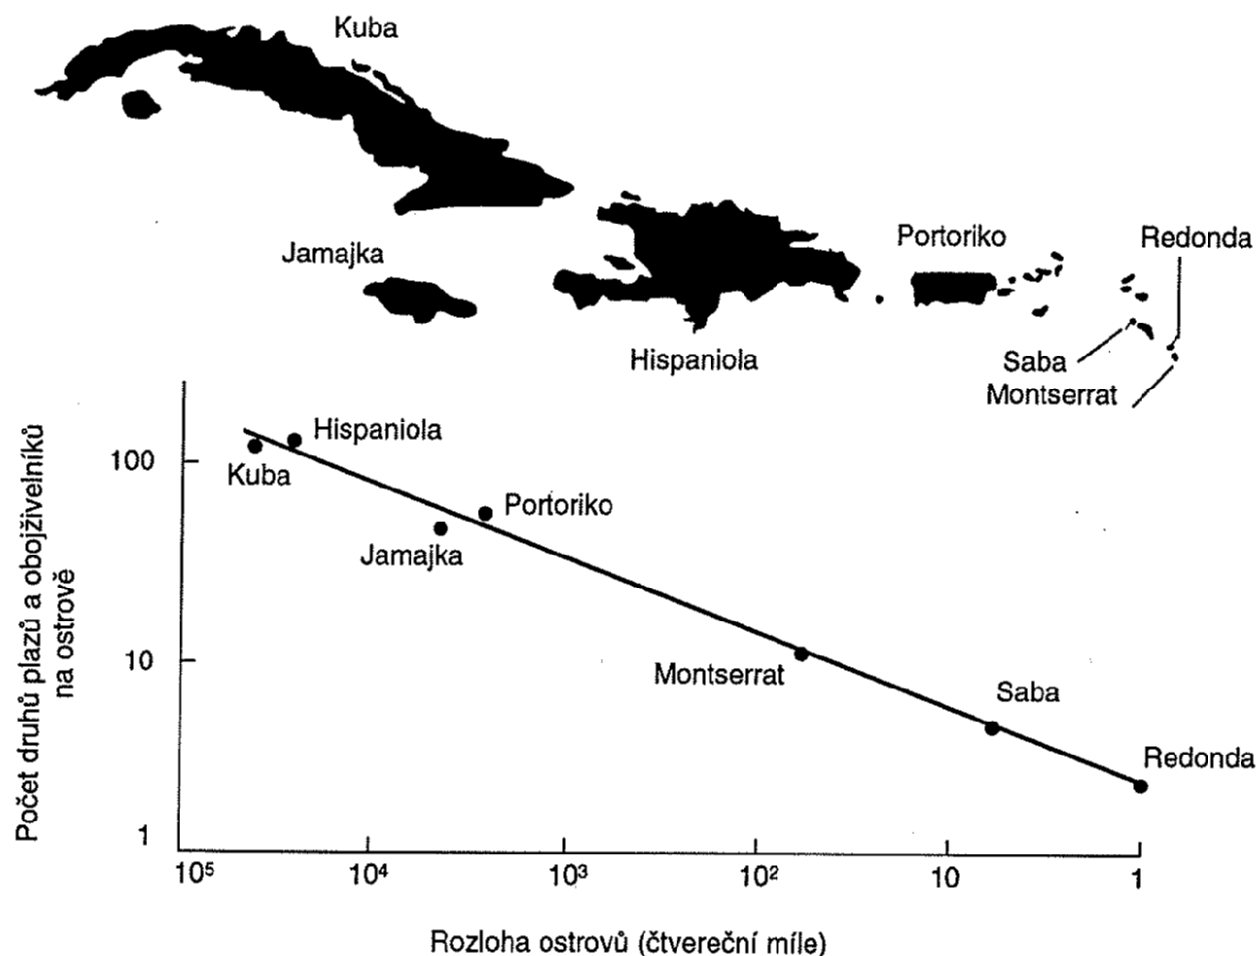 Kuba
Jamajka
Portoriko
Redonda
Hispaniola
Saba
Montserrat
Počet druhů plazů a obojživelníků
na ostrově
100
10
1
Hispaniola
Kuba
Portoriko
Jamajka
Montserrat
Saba
Redonda
10⁵
10⁴
10³
10²
10
1
Rozloha ostrovů (čtvereční míle)